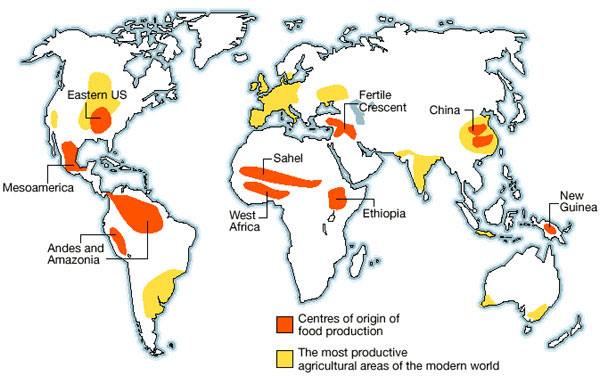 Eastern US
Fertile
Crescent
China
Sahel
Mesoamerica
West
Africa
Ethiopia
New
Guinea
Andes and
Amazonia
Centres of origin of
food production
The most productive
agricultural areas of the modern world